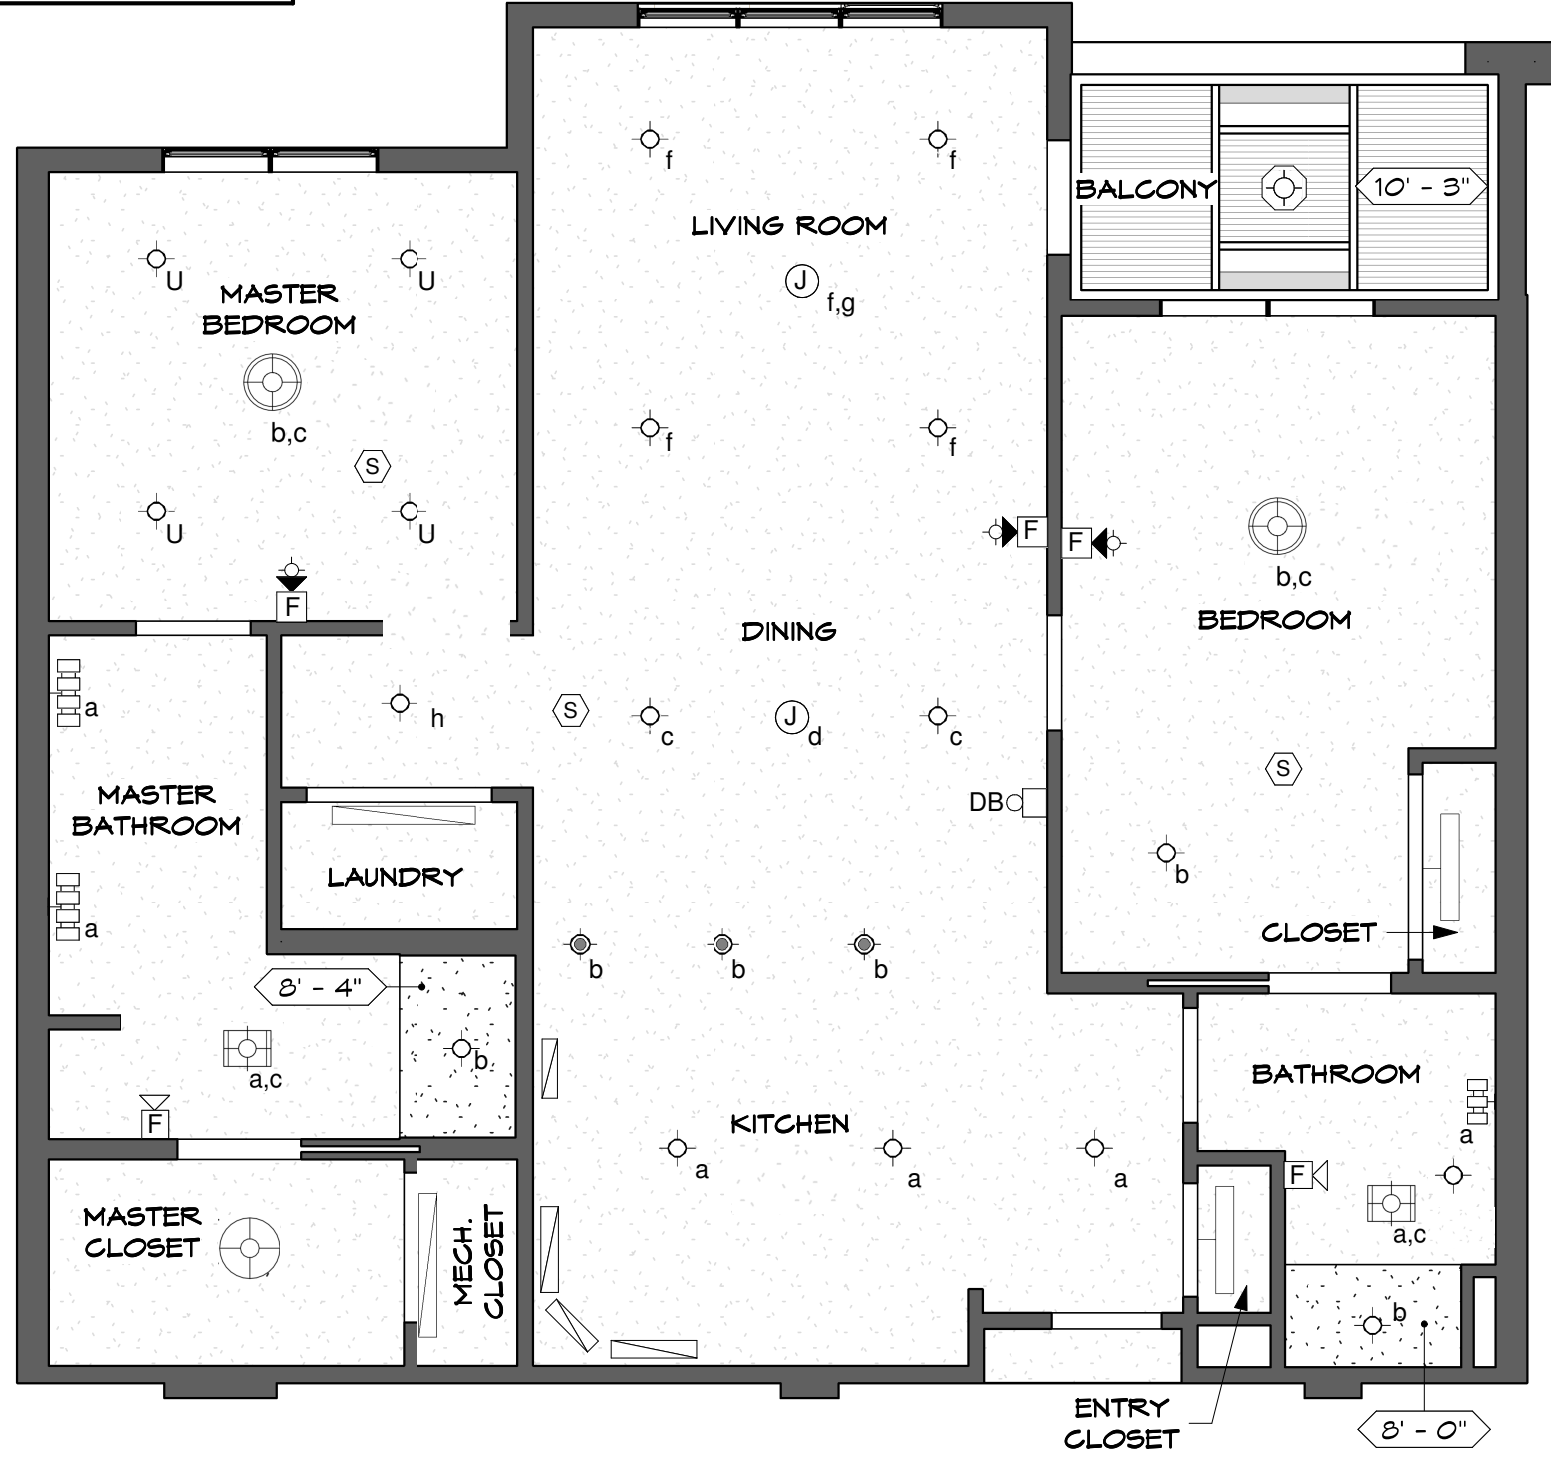 f
f
BALCONY
10' - 3"
LIVING ROOM
U
U
MASTER
BEDROOM
J
f,g
b,c
S
f
f
U
U
F
F
F
b,c
BEDROOM
DINING
a
h
S
c
J
d
c
S
DB
MASTER
BATHROOM
LAUNDRY
b
a
CLOSET
b
b
b
8' - 4"
b
a,c
F
BATHROOM
a
KITCHEN
a
a
a
F
a,c
MASTER
CLOSET
MECH.
CLOSET
b
ENTRY
CLOSET
8' - 0"